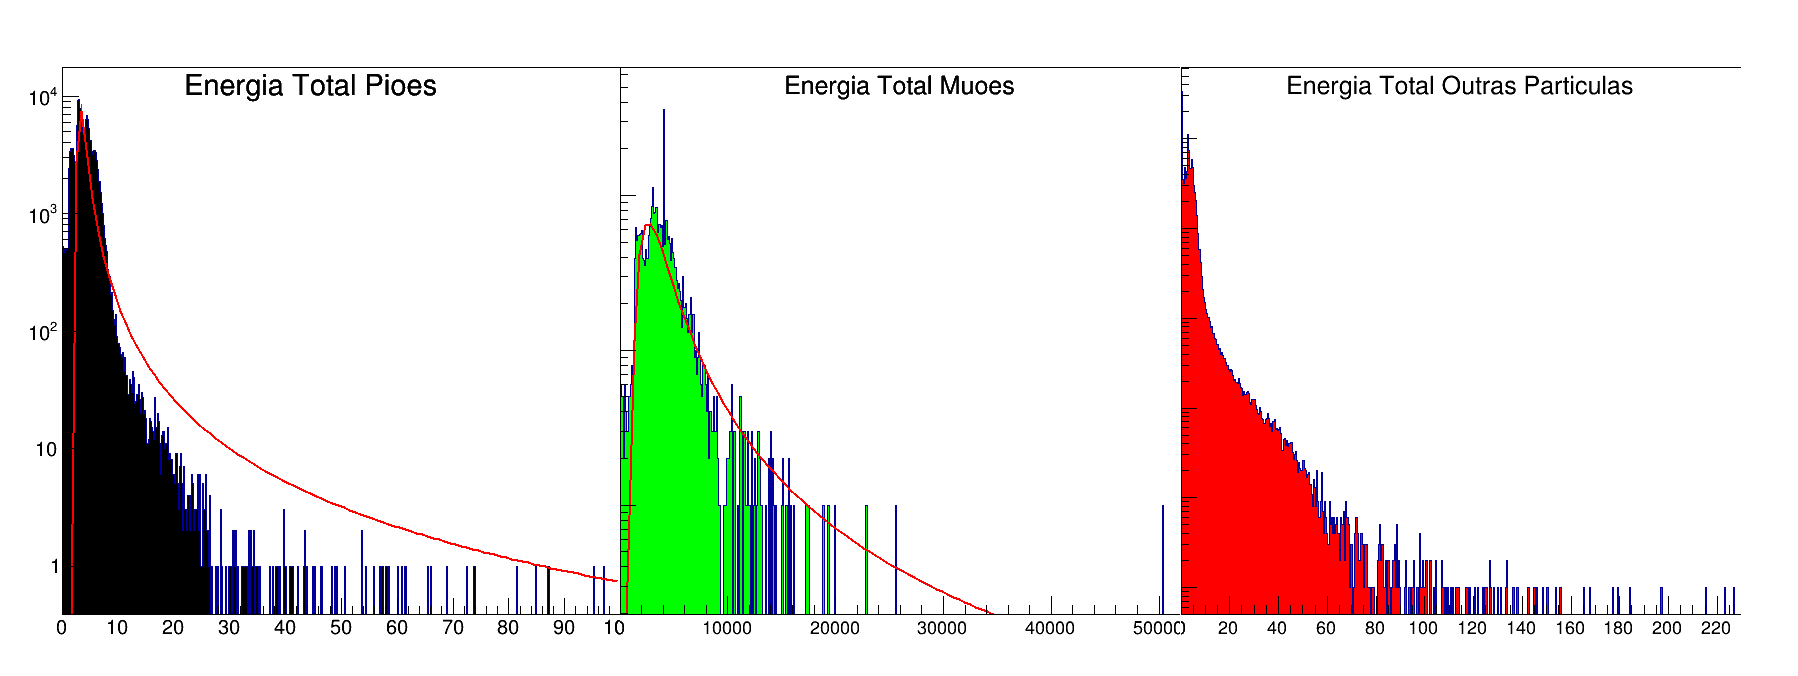 Energia Total Pioes
Energia Total Muoes
Energia Total Outras Particulas
10^4
10^3
10^2
10
1
0 10 20 30 40 50 60 70 80 90
10000 20000 30000 40000
20 40 60 80 100 120 140 160 180 200 220